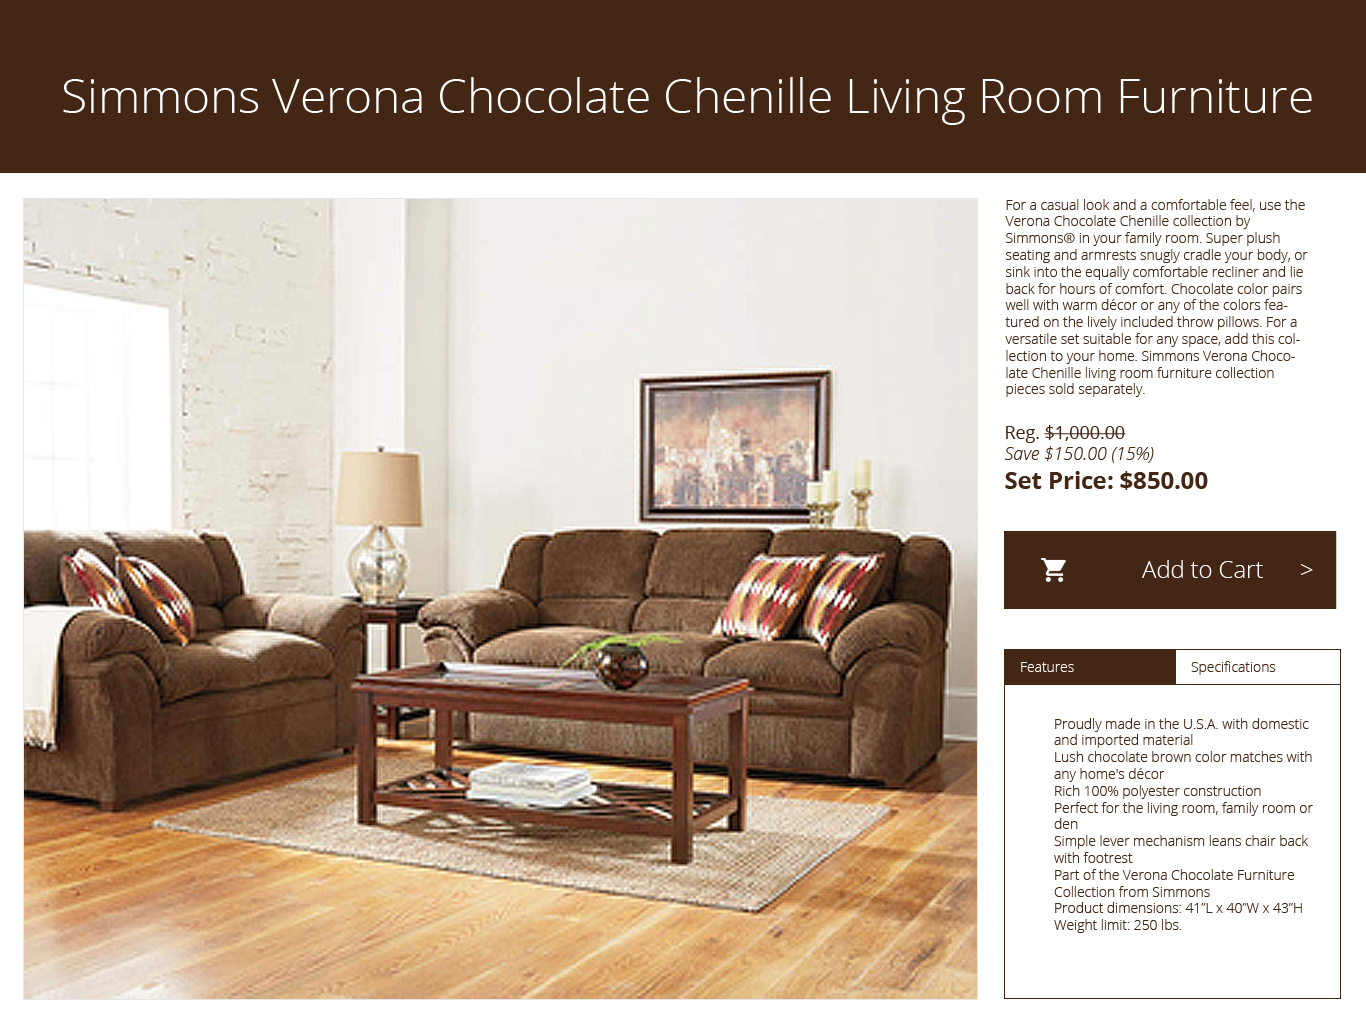 Simmons Verona Chocolate Chenille Living Room Furniture
For a casual look and a comfortable feel, use the
Verona Chocolate Chenille collection by
Simmons® in your family room. Super plush
seating and armrests snugly cradle your body, or
sink into the equally comfortable recliner and lie
back for hours of comfort. Chocolate color pairs
well with warm décor or any of the colors fea-
tured on the lively included throw pillows. For a
versatile set suitable for any space, add this col-
lection to your home. Simmons Verona Choco-
late Chenille living room furniture collection
pieces sold separately.
Reg. $1,000.00
Save $150.00 (15%)
Set Price: $850.00
Add to Cart >
Features Specifications
Proudly made in the U.S.A. with domestic
and imported material
Lush chocolate brown color matches with
any home's décor
Rich 100% polyester construction
Perfect for the living room, family room or
den
Simple lever mechanism leans chair back
with footrest
Part of the Verona Chocolate Furniture
Collection from Simmons
Product dimensions: 41”L x 40”W x 43”H
Weight limit: 250 lbs.